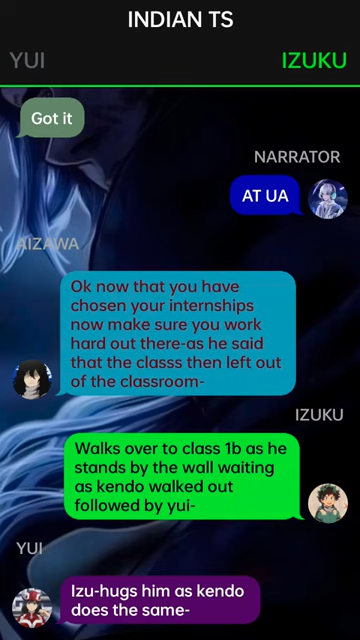 INDIAN TS
YUI
IZUKU
Got it
NARRATOR
AT UA
AIZAWA
Ok now that you have
chosen your internships
now make sure you work
hard out there-as he said
that the classs then left out
of the classroom-
IZUKU
Walks over to class 1b as he
stands by the wall waiting
as kendo walked out
followed by yui-
YUI
Izu-hugs him as kendo
does the same-